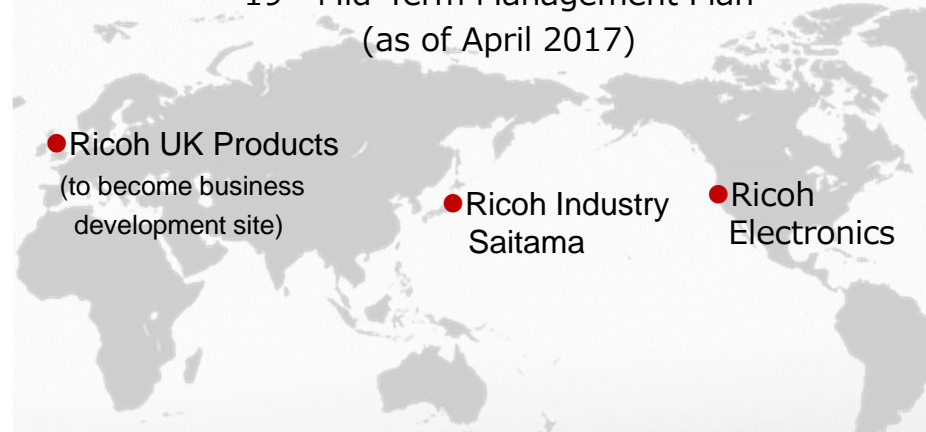 19 Mid-Term Management Plan
(as of April 2017)
Ricoh UK Products
(to become business
development site)
Ricoh Industry
Saitama
Ricoh
Electronics